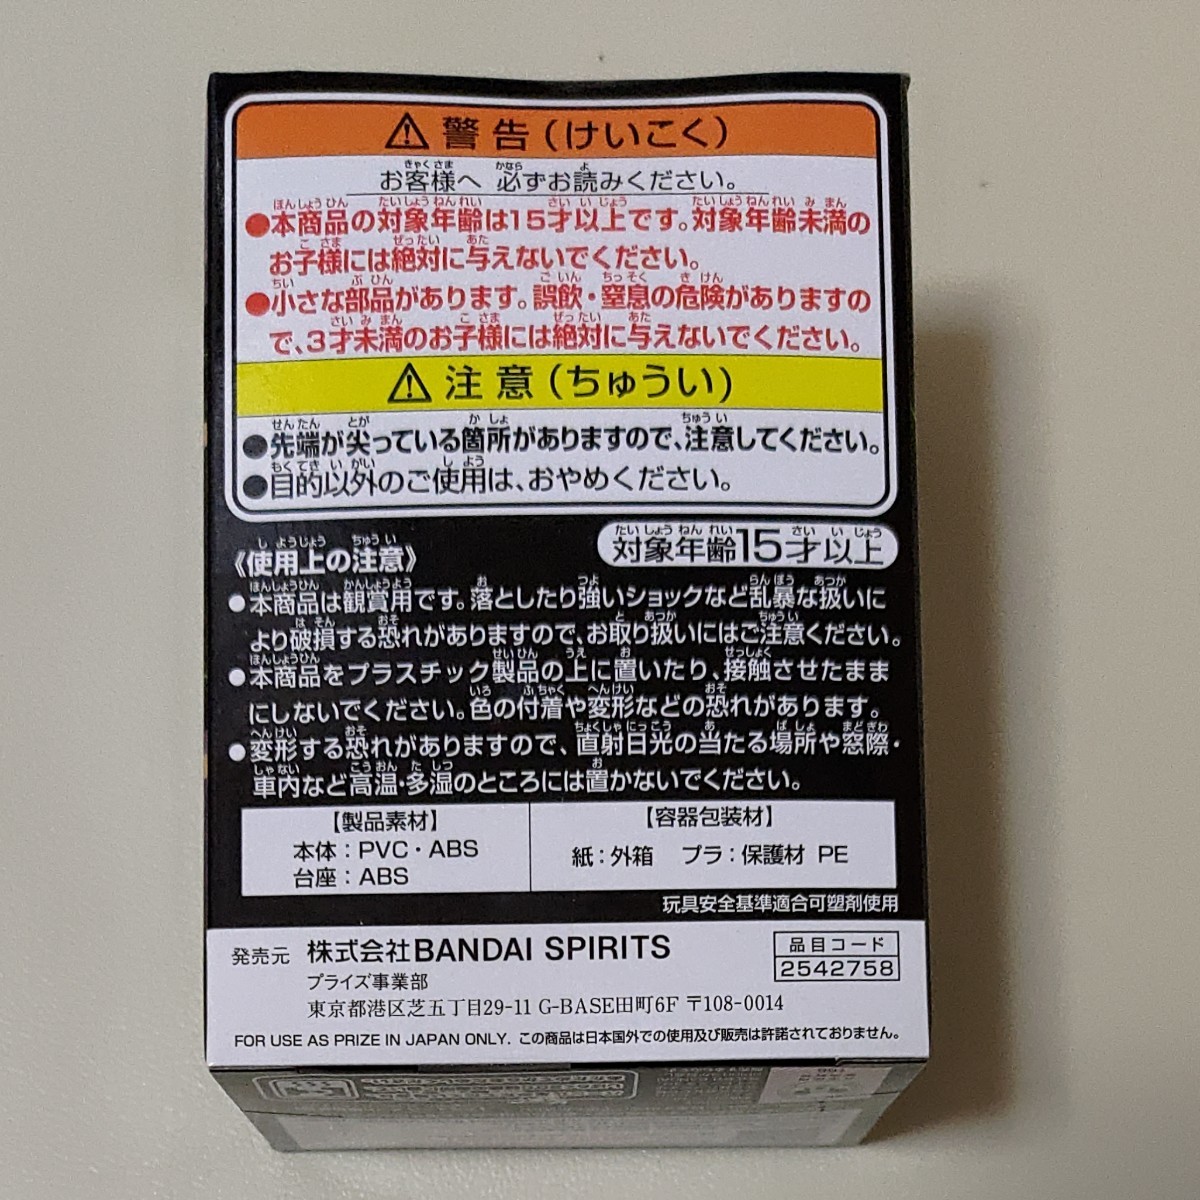 ⚠警告(けいこく)
お客様へ 必ずお読みください。
●本商品の対象年齢は15才以上です。対象年齢未満の
お子様には絶対に与えないでください。
●小さな部品があります。誤飲・窒息の危険がありますの
で、3才未満のお子様には絶対に与えないでください。
⚠注意(ちゅうい)
●先端が尖っている箇所がありますので、注意してください。
●目的以外のご使用は、おやめください。
対象年齢15才以上
《使用上の注意》
●本商品は観賞用です。落としたり強いショックなど乱暴な扱いに
より破損する恐れがありますので、お取り扱いにはご注意ください。
●本商品をプラスチック製品の上に置いたり、接触させたまま
にしないでください。色の付着や変形などの恐れがあります。
●変形する恐れがありますので、直射日光の当たる場所や窓際・
車内など高温・多湿のところには置かないでください。
【製品素材】
本体:PVC・ABS
台座:ABS
【容器包装材】
紙:外箱 プラ:保護材 PE
玩具安全基準適合可塑剤使用
発売元 株式会社BANDAI SPIRITS
プライズ事業部
東京都港区芝五丁目29-11 G-BASE田町6F 〒108-0014
品目コード
2542758
FOR USE AS PRIZE IN JAPAN ONLY. この商品は日本国外での使用及び販売は許諾されておりません。